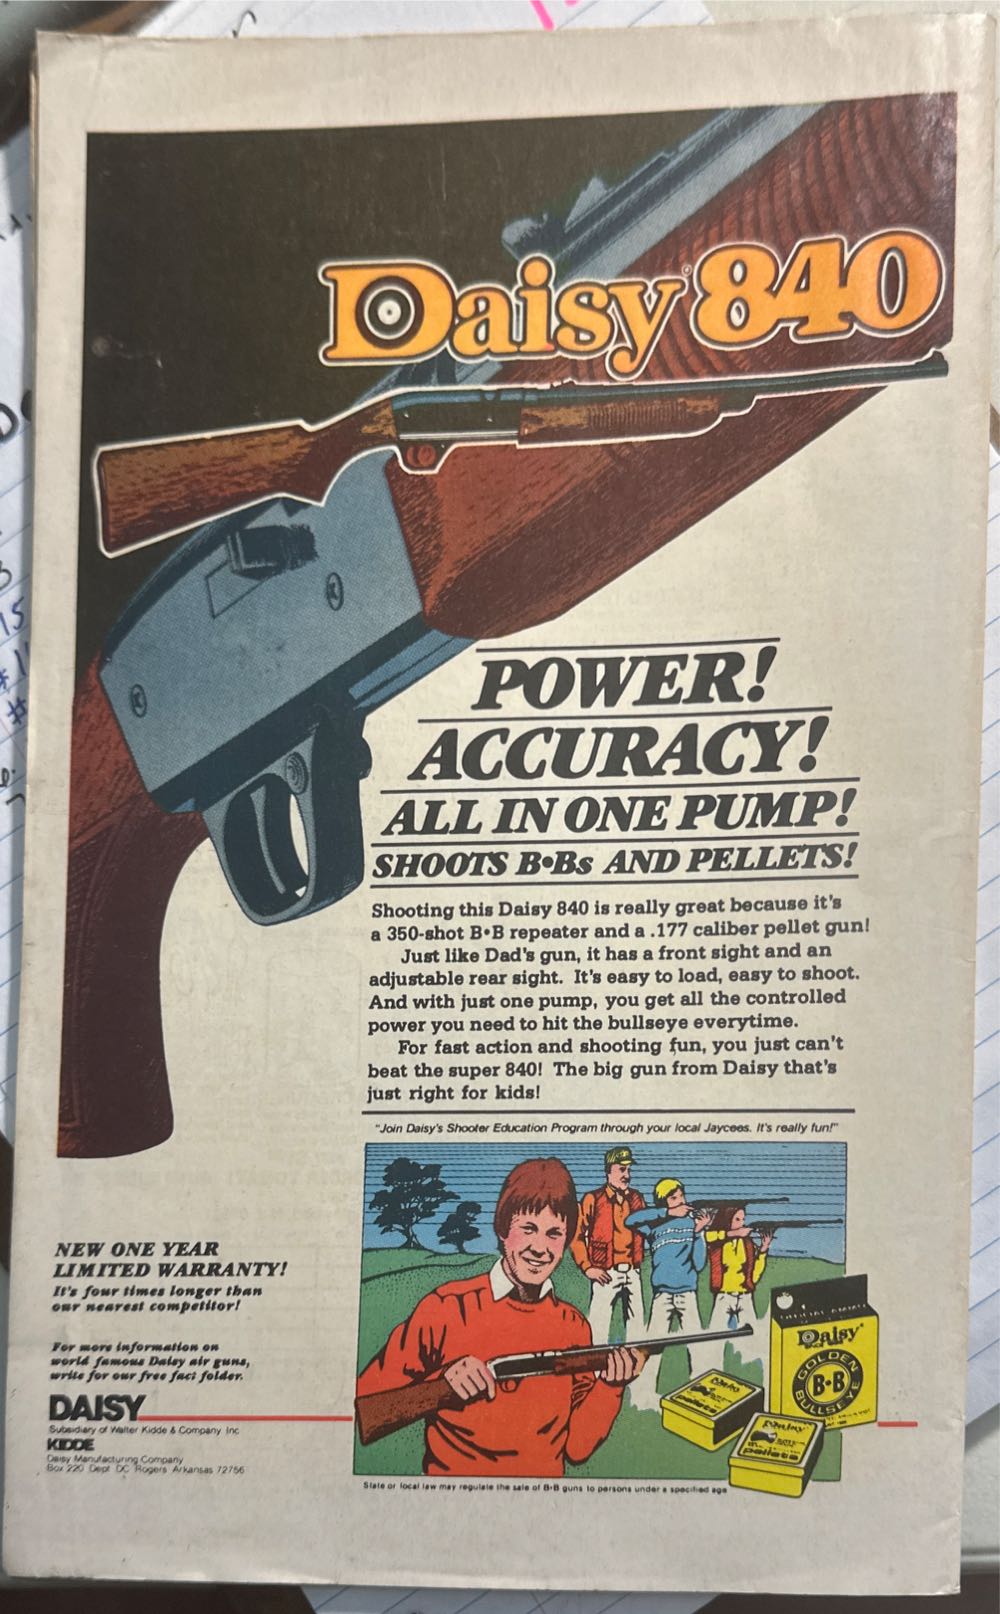 Daisy® 840
POWER!
ACCURACY!
ALL IN ONE PUMP!
SHOOTS B•Bs AND PELLETS!
Shooting this Daisy 840 is really great because it's
a 350-shot B•B repeater and a .177 caliber pellet gun!
Just like Dad's gun, it has a front sight and an
adjustable rear sight. It's easy to load, easy to shoot.
And with just one pump, you get all the controlled
power you need to hit the bullseye everytime.
For fast action and shooting fun, you just can't
beat the super 840! The big gun from Daisy that's
just right for kids!
"Join Daisy's Shooter Education Program through your local Jaycees. It's really fun!"
NEW ONE YEAR
LIMITED WARRANTY!
It's four times longer than
our nearest competitor!
For more information on
world famous Daisy air guns,
write for our free fact folder.
DAISY
Subsidiary of Walter Kidde & Company Inc
KIDDE
Daisy Manufacturing Company
Box 220 Dept DC Rogers Arkansas 72756
Daisy®
GOLDEN
B•B
BULLSEYE
Daisy
pellets
Daisy
pellets
State or local law may regulate the sale of B•B guns to persons under a specified age
15